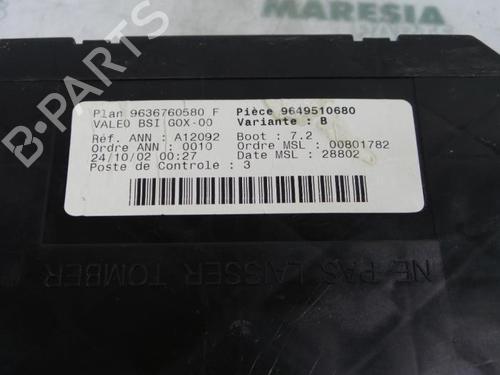 MARESIA
Plan 9636760580 F Pièce 9649510680
VALEO BSI G0X-00 Variante : B
Réf. ANN : A12092 Boot : 7.2
Ordre ANN : 0010 Ordre MSL : 00801782
24/10/02 00:27 Date MSL : 28802
Poste de Controle : 3
NE PAS LAISSER TOMBER
B-Parts